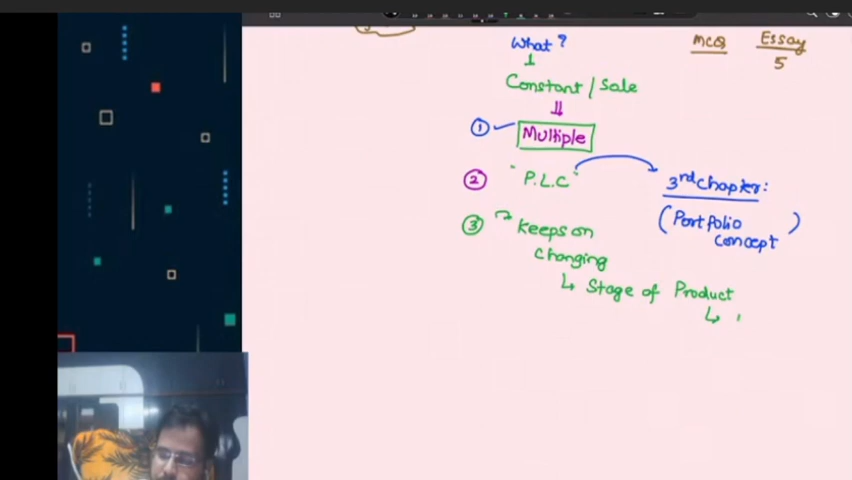 What ?
MCQ
Essay
5
Constant / Sale
① Multiple
② "P.L.C"
3rd Chapter:
(Portfolio
concept)
③ Keeps on
changing
↳ Stage of Product
↳